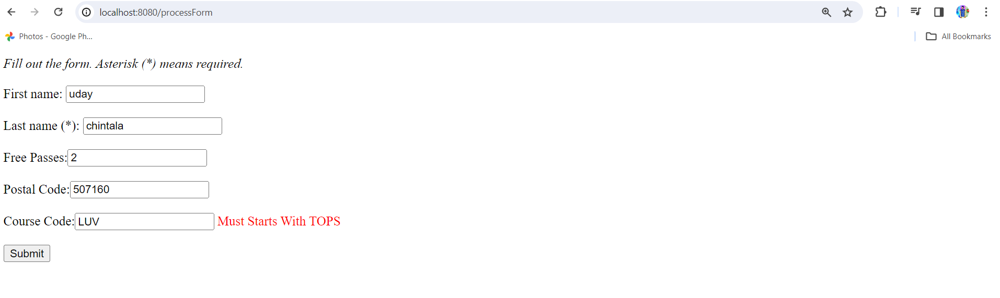 localhost:8080/processForm
Photos - Google Ph...
All Bookmarks
Fill out the form. Asterisk (*) means required.
First name: uday
Last name (*): chintala
Free Passes: 2
Postal Code: 507160
Course Code: LUV Must Starts With TOPS
Submit